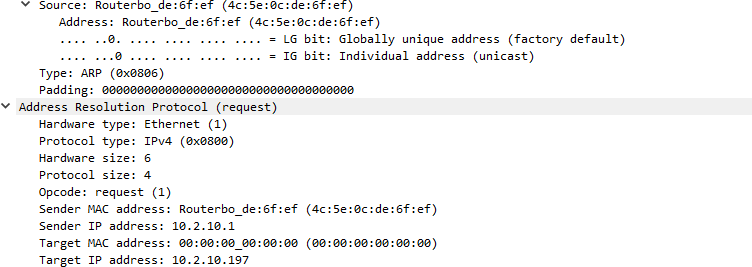 Source: Routerbo_de:6f:ef (4c:5e:0c:de:6f:ef)
Address: Routerbo_de:6f:ef (4c:5e:0c:de:6f:ef)
.... ..0. .... .... .... .... = LG bit: Globally unique address (factory default)
.... ...0 .... .... .... .... = IG bit: Individual address (unicast)
Type: ARP (0x0806)
Padding: 000000000000000000000000000000000000
Address Resolution Protocol (request)
Hardware type: Ethernet (1)
Protocol type: IPv4 (0x0800)
Hardware size: 6
Protocol size: 4
Opcode: request (1)
Sender MAC address: Routerbo_de:6f:ef (4c:5e:0c:de:6f:ef)
Sender IP address: 10.2.10.1
Target MAC address: 00:00:00_00:00:00 (00:00:00:00:00:00)
Target IP address: 10.2.10.197